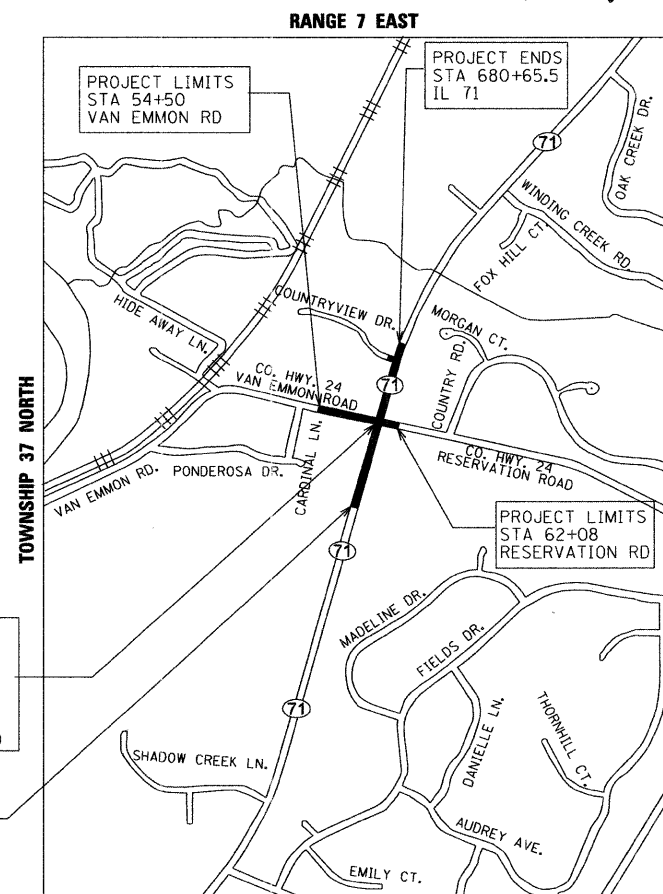 RANGE 7 EAST
PROJECT LIMITS
STA 54+50
VAN EMMON RD
PROJECT ENDS
STA 680+65.5
IL 71
71
OAK CREEK DR.
WINDING CREEK RD.
FOX HILL CT.
COUNTRYVIEW DR.
MORGAN CT.
HIDE AWAY LN.
COUNTRY RD.
71
CO. HWY. 24
VAN EMMON ROAD
TOWNSHIP 37 NORTH
CARDINAL LN.
CO. HWY. 24
RESERVATION ROAD
VAN EMMON RD.
PONDEROSA DR.
PROJECT LIMITS
STA 62+08
RESERVATION RD
71
MADELINE DR.
FIELDS DR.
71
DANIELLE LN.
THORNHILL CT.
SHADOW CREEK LN.
AUDREY AVE.
EMILY CT.